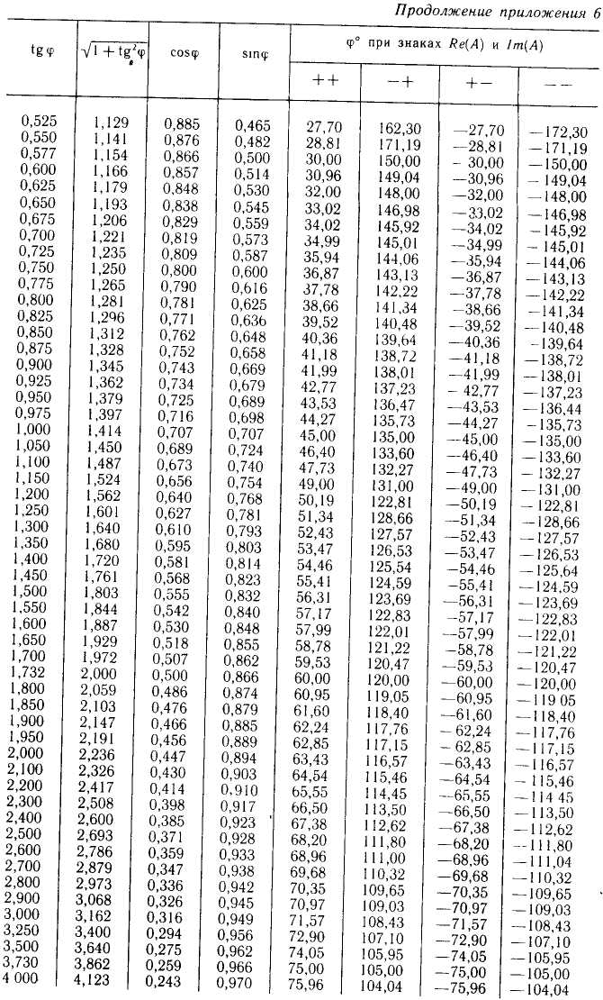 Продолжение приложения 6
tg φ √1 + tg²φ cosφ sinφ φ° при знаках Re(A) и Im(A)
++ −+ +− −−
0,525 1,129 0,885 0,465 27,70 162,30 —27,70 —172,30
0,550 1,141 0,876 0,482 28,81 171,19 —28,81 —171,19
0,577 1,154 0,866 0,500 30,00 150,00 - 30,00 —150,00
0,600 1,166 0,857 0,514 30,96 149,04 —30,96 — 149,04
0,625 1,179 0,848 0,530 32,00 148,00 —32,00 —148,00
0,650 1,193 0,838 0,545 33,02 146,98 —33,02 —146,98
0,675 1,206 0,829 0,559 34,02 145,92 —34,02 —145,92
0,700 1,221 0,819 0,573 34,99 145,01 —34,99 — 145,01
0,725 1,235 0,809 0,587 35,94 144,06 —35,94 —144,06
0,750 1,250 0,800 0,600 36,87 143,13 —36,87 —143,13
0,775 1,265 0,790 0,616 37,78 142,22 —37,78 —142,22
0,800 1,281 0,781 0,625 38,66 141,34 —38,66 —141,34
0,825 1,296 0,771 0,636 39,52 140,48 —39,52 —140,48
0,850 1,312 0,762 0,648 40,36 139,64 —40,36 -139,64
0,875 1,328 0,752 0,658 41,18 138,72 —41,18 —138,72
0,900 1,345 0,743 0,669 41,99 138,01 —41,99 —138,01
0,925 1,362 0,734 0,679 42,77 137,23 — 42,77 —137,23
0,950 1,379 0,725 0,689 43,53 136,47 —43,53 —136,44
0,975 1,397 0,716 0,698 44,27 135,73 —44,27 —135,73
1,000 1,414 0,707 0,707 45,00 135,00 —45,00 —135,00
1,050 1,450 0,689 0,724 46,40 133,60 —46,40 —133,60
1,100 1,487 0,673 0,740 47,73 132,27 —47,73 — 132,27
1,150 1,524 0,656 0,754 49,00 131,00 —49,00 —131,00
1,200 1,562 0,640 0,768 50,19 122,81 —50,19 — 122,81
1,250 1,601 0,627 0,781 51,34 128,66 —51,34 — 128,66
1,300 1,640 0,610 0,793 52,43 127,57 —52,43 —127,57
1,350 1,680 0,595 0,803 53,47 126,53 —53,47 —126,53
1,400 1,720 0,581 0,814 54,46 125,54 —54,46 —125,64
1,450 1,761 0,568 0,823 55,41 124,59 —55,41 —124,59
1,500 1,803 0,555 0,832 56,31 123,69 —56,31 —123,69
1,550 1,844 0,542 0,840 57,17 122,83 —57,17 —122,83
1,600 1,887 0,530 0,848 57,99 122,01 —57,99 —122,01
1,650 1,929 0,518 0,855 58,78 121,22 —58,78 —121,22
1,700 1,972 0,507 0,862 59,53 120,47 —59,53 —120,47
1,732 2,000 0,500 0,866 60,00 120,00 —60,00 —120,00
1,800 2,059 0,486 0,874 60,95 119,05 —60,95 —119 05
1,850 2,103 0,476 0,879 61,60 118,40 —61,60 —118,40
1,900 2,147 0,466 0,885 62,24 117,76 — 62,24 —117,76
1,950 2,191 0,456 0,889 62,85 117,15 — 62,85 —117,15
2,000 2,236 0,447 0,894 63,43 116,57 —63,43 —116,57
2,100 2,326 0,430 0,903 64,54 115,46 —64,54 — 115,46
2,200 2,417 0,414 0.910 65,55 114,45 —65,55 —114 45
2,300 2,508 0,398 0,917 66,50 113,50 —66,50 —113,50
2,400 2,600 0,385 0,923 67,38 112,62 —67,38 —112,62
2,500 2,693 0,371 0,928 68,20 111,80 —68,20 —111,80
2,600 2,786 0,359 0,933 68,96 111,00 —68,96 —111,04
2,700 2,879 0,347 0,938 69,68 110,32 —69,68 —110,32
2,800 2,973 0,336 0,942 70,35 109,65 —70,35 —109,65
2,900 3,068 0,326 0,945 70,97 109,03 —70,97 —109,03
3,000 3,162 0,316 0,949 71,57 108,43 —71,57 —108,43
3,250 3,400 0,294 0,956 72,90 107,10 —72,90 —107,10
3,500 3,640 0,275 0,962 74,05 105,95 —74,05 —105,95
3,730 3,862 0,259 0,966 75,00 105,00 —75,00 —105,00
4 000 4,123 0,243 0,970 75,96 104,04 —75,96 —104,04